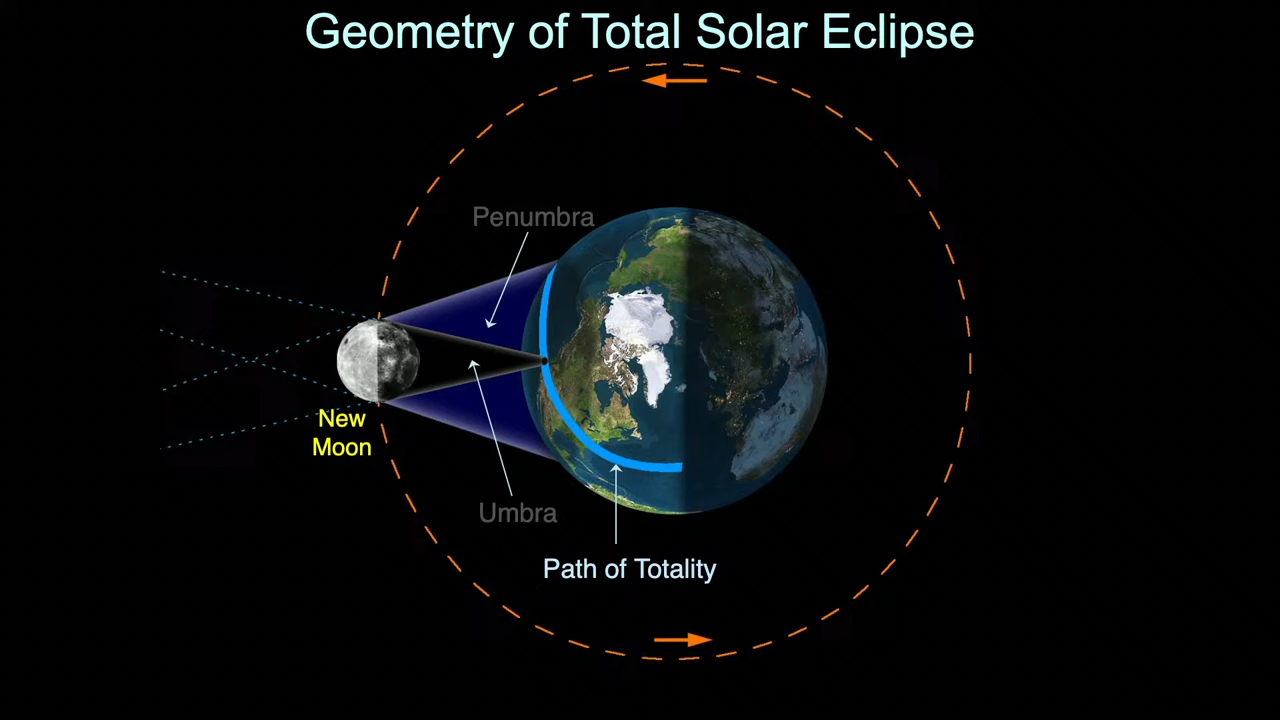 Geometry of Total Solar Eclipse
Penumbra
New
Moon
Umbra
Path of Totality